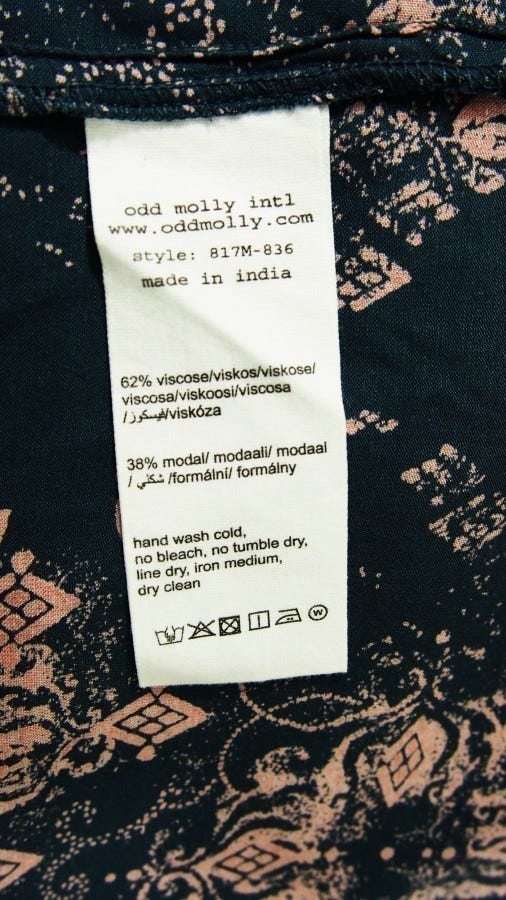 odd molly intl
www.oddmolly.com
style: 817M-836
made in india
62% viscose/viskos/viskose/
viscosa/viskoosi/viscosa
/فيسكوز/viskóza
38% modal/ modaali/ modaal
/ شكلي /formální/ formálny
hand wash cold,
no bleach, no tumble dry,
line dry, iron medium,
dry clean
W